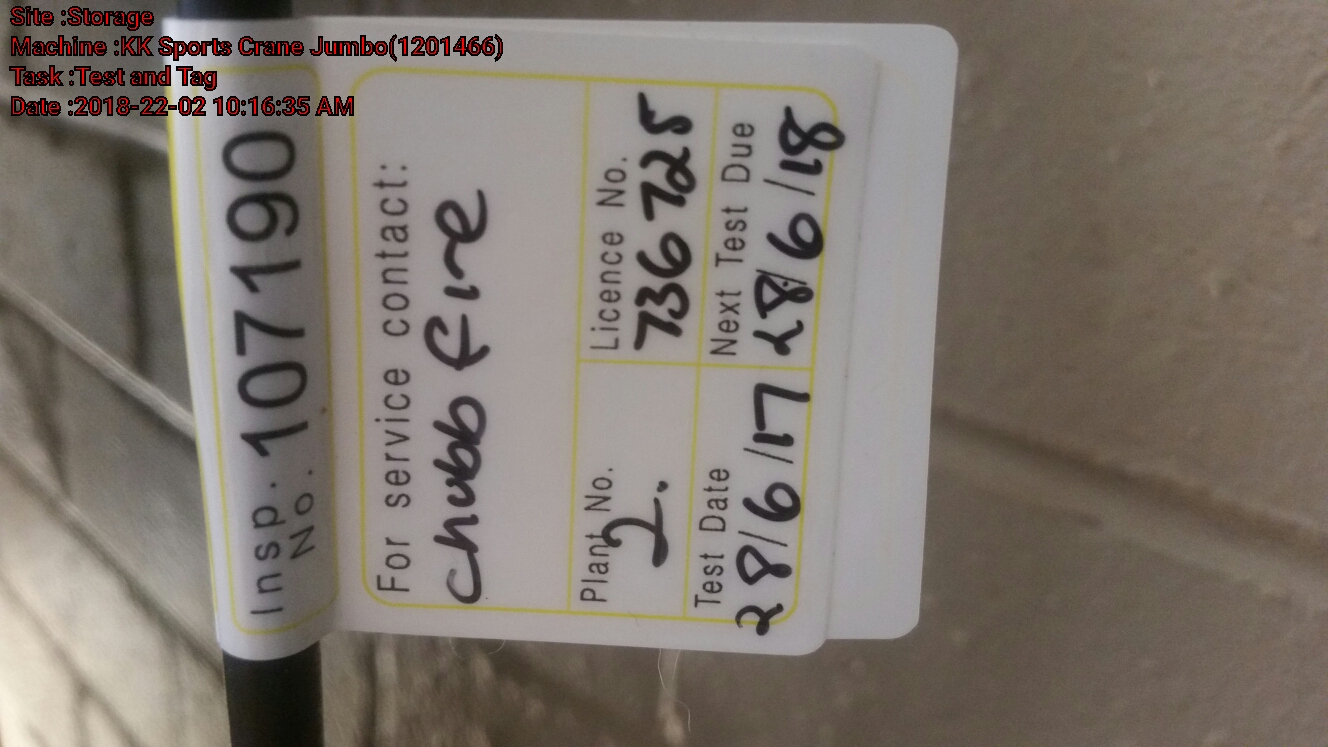 Site :Storage
Machine :KK Sports Crane Jumbo(1201466)
Task :Test and Tag
Date :2018-22-02 10:16:35 AM
Insp. No. 107190
For service contact:
Chubb fire
Plant No.
2.
Licence No.
736 725
Test Date
28/6/17
Next Test Due
28/6/18